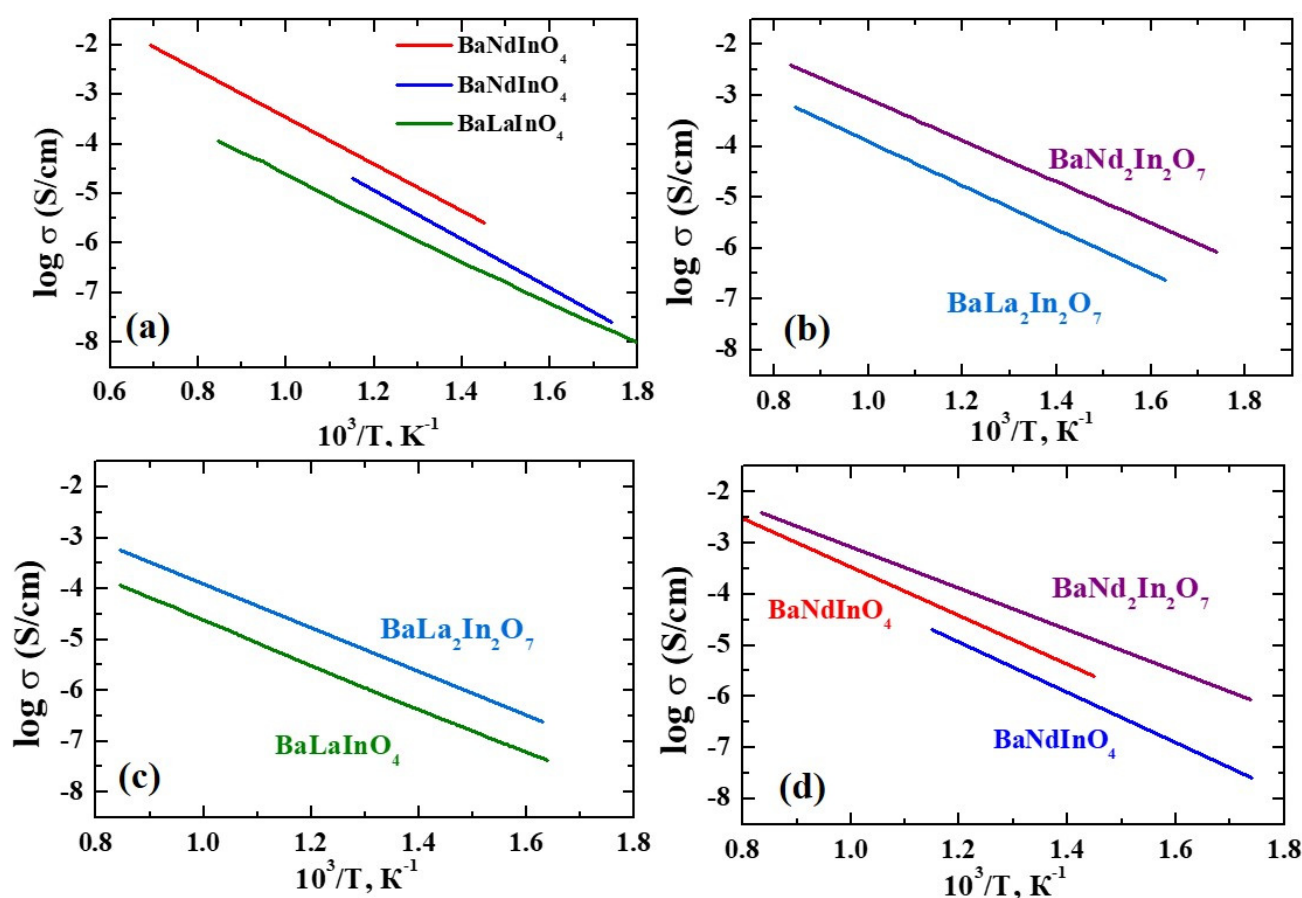 -2
-3
-4
-5
-6
-7
-8
log σ (S/cm)
BaNdInO₄
BaNdInO₄
BaLaInO₄
(a)
0.6 0.8 1.0 1.2 1.4 1.6 1.8
10³/T, K⁻¹
-2
-3
-4
-5
-6
-7
-8
log σ (S/cm)
BaNd₂In₂O₇
BaLa₂In₂O₇
(b)
0.8 1.0 1.2 1.4 1.6 1.8
10³/T, K⁻¹
-2
-3
-4
-5
-6
-7
-8
log σ (S/cm)
BaLa₂In₂O₇
BaLaInO₄
(c)
0.8 1.0 1.2 1.4 1.6 1.8
10³/T, K⁻¹
-2
-3
-4
-5
-6
-7
-8
log σ (S/cm)
BaNd₂In₂O₇
BaNdInO₄
BaNdInO₄
(d)
0.8 1.0 1.2 1.4 1.6 1.8
10³/T, K⁻¹